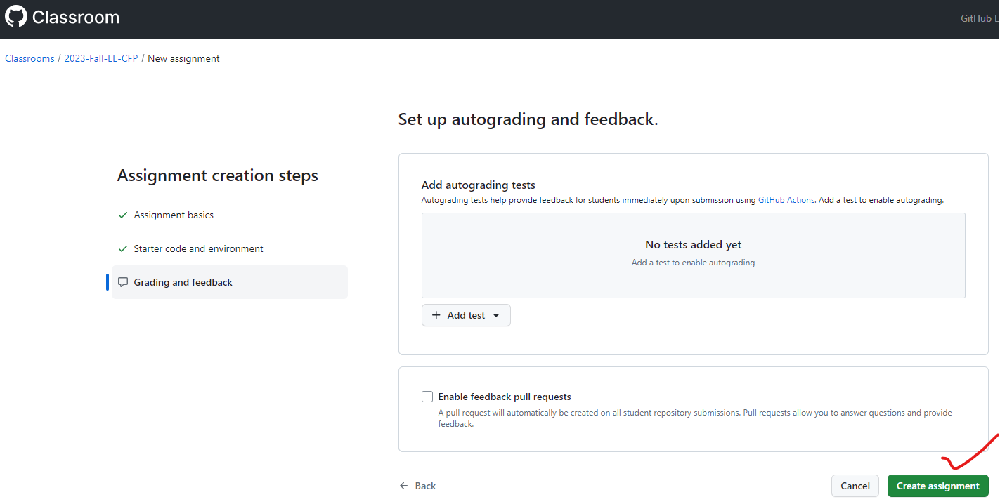 Classroom
GitHub E
Classrooms / 2023-Fall-EE-CFP / New assignment
Set up autograding and feedback.
Assignment creation steps
Assignment basics
Starter code and environment
Grading and feedback
Add autograding tests
Autograding tests help provide feedback for students immediately upon submission using GitHub Actions. Add a test to enable autograding.
No tests added yet
Add a test to enable autograding
+ Add test
Enable feedback pull requests
A pull request will automatically be created on all student repository submissions. Pull requests allow you to answer questions and provide
feedback.
← Back
Cancel
Create assignment